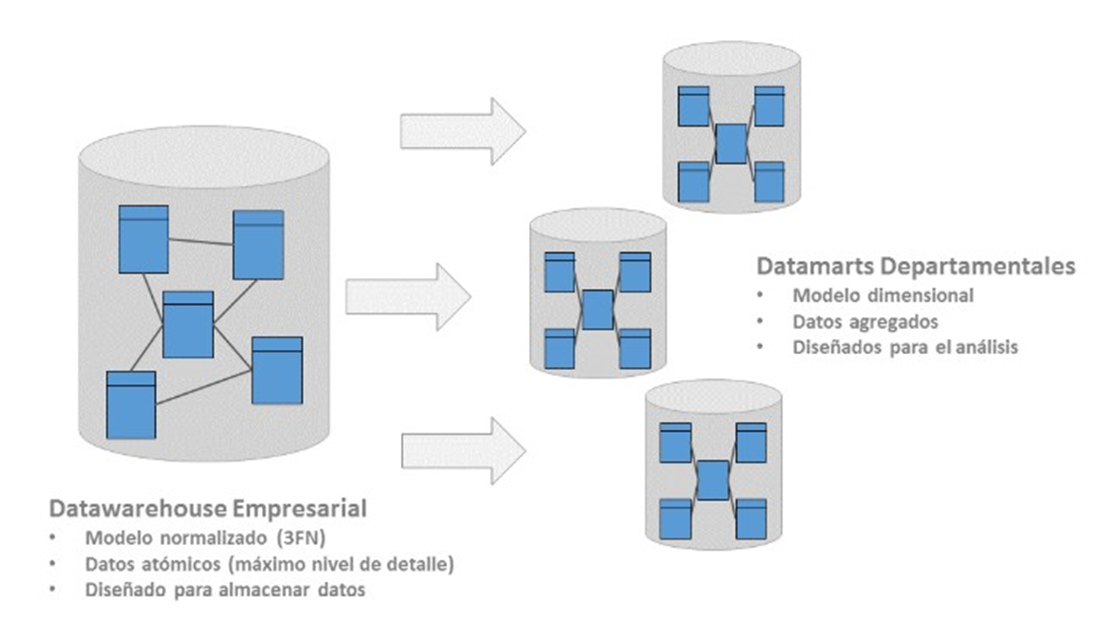 Datamarts Departamentales
• Modelo dimensional
• Datos agregados
• Diseñados para el análisis
Datawarehouse Empresarial
• Modelo normalizado (3FN)
• Datos atómicos (máximo nivel de detalle)
• Diseñado para almacenar datos